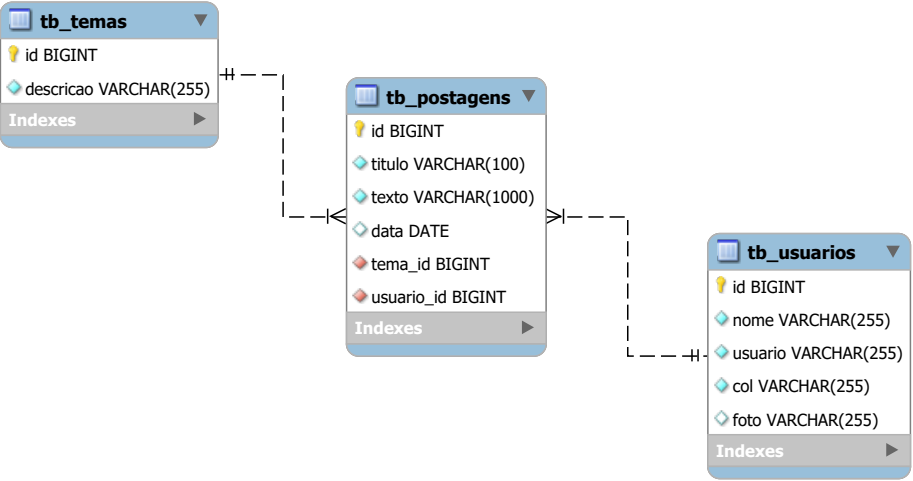 tb_temas
id BIGINT
descricao VARCHAR(255)
Indexes
tb_postagens
id BIGINT
titulo VARCHAR(100)
texto VARCHAR(1000)
data DATE
tema_id BIGINT
usuario_id BIGINT
Indexes
tb_usuarios
id BIGINT
nome VARCHAR(255)
usuario VARCHAR(255)
col VARCHAR(255)
foto VARCHAR(255)
Indexes